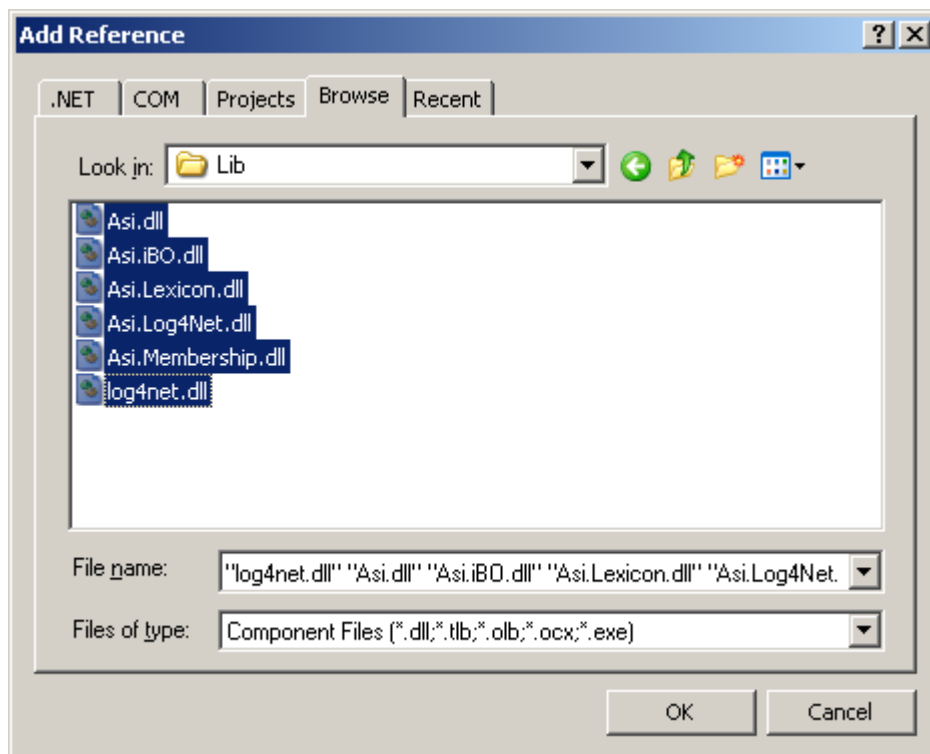 Add Reference
.NET COM Projects Browse Recent
Look in: Lib
Asi.dll
Asi.iBO.dll
Asi.Lexicon.dll
Asi.Log4Net.dll
Asi.Membership.dll
log4net.dll
File name: "log4net.dll" "Asi.dll" "Asi.iBO.dll" "Asi.Lexicon.dll" "Asi.Log4Net.
Files of type: Component Files (*.dll;*.tlb;*.olb;*.ocx;*.exe)
OK Cancel